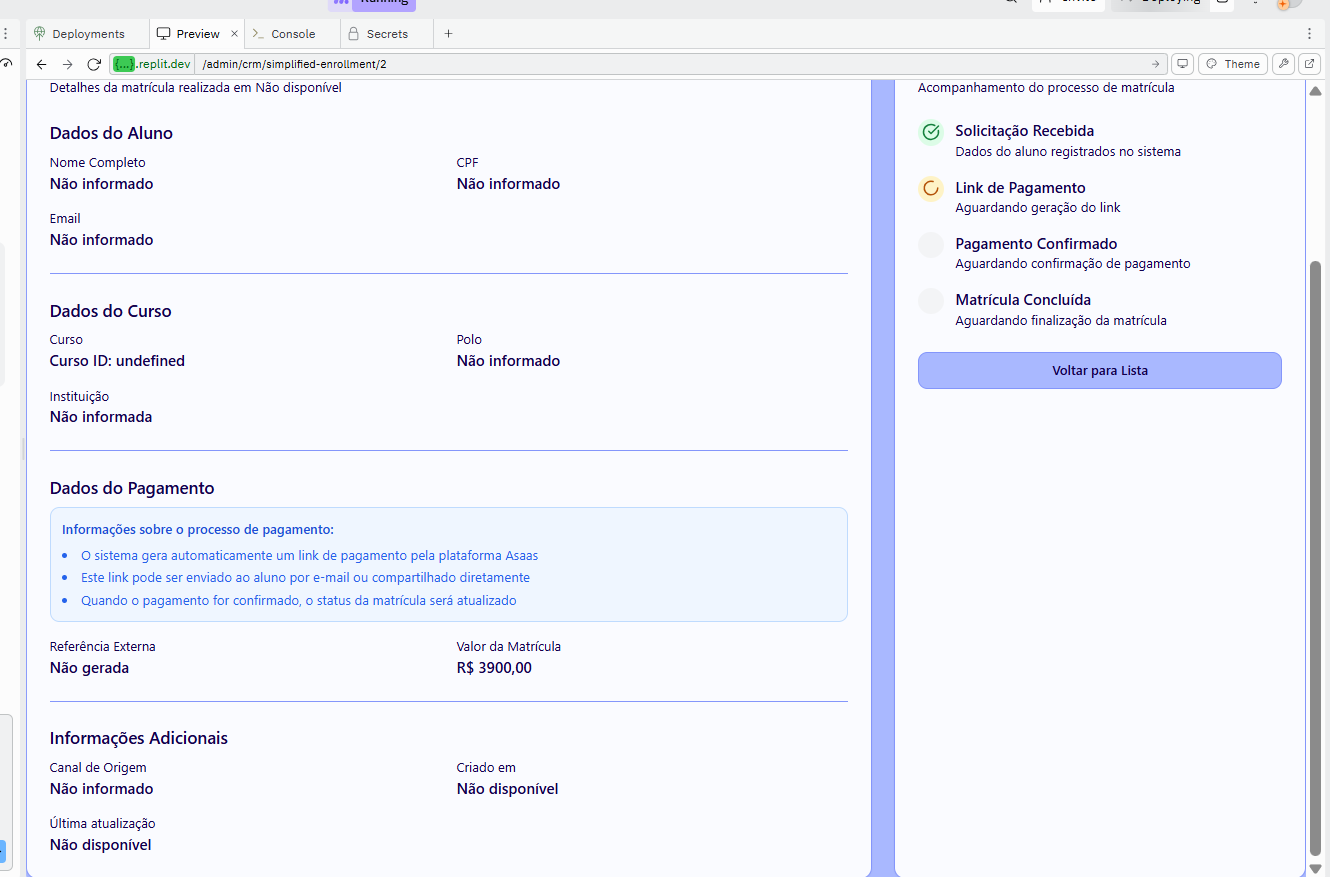 Running
Invite
Deploying
Deployments
Preview
Console
Secrets
{...}.replit.dev
/admin/crm/simplified-enrollment/2
Theme
Detalhes da matrícula realizada em Não disponível
Dados do Aluno
Nome Completo
CPF
Não informado
Não informado
Email
Não informado
Dados do Curso
Curso
Polo
Curso ID: undefined
Não informado
Instituição
Não informada
Dados do Pagamento
Informações sobre o processo de pagamento:
• O sistema gera automaticamente um link de pagamento pela plataforma Asaas
• Este link pode ser enviado ao aluno por e-mail ou compartilhado diretamente
• Quando o pagamento for confirmado, o status da matrícula será atualizado
Referência Externa
Valor da Matrícula
Não gerada
R$ 3900,00
Informações Adicionais
Canal de Origem
Criado em
Não informado
Não disponível
Última atualização
Não disponível
Acompanhamento do processo de matrícula
Solicitação Recebida
Dados do aluno registrados no sistema
Link de Pagamento
Aguardando geração do link
Pagamento Confirmado
Aguardando confirmação de pagamento
Matrícula Concluída
Aguardando finalização da matrícula
Voltar para Lista